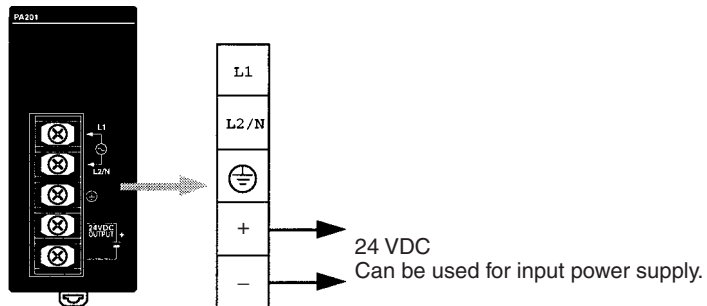 PA201
L1
L2/N
24VDC
OUTPUT
+
L1
L2/N
+
−
24 VDC
Can be used for input power supply.